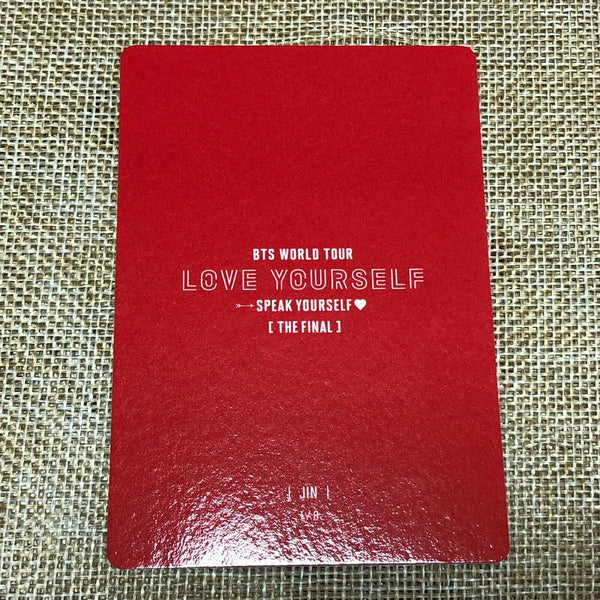 BTS WORLD TOUR
LOVE YOURSELF
SPEAK YOURSELF
[ THE FINAL ]
| JIN |